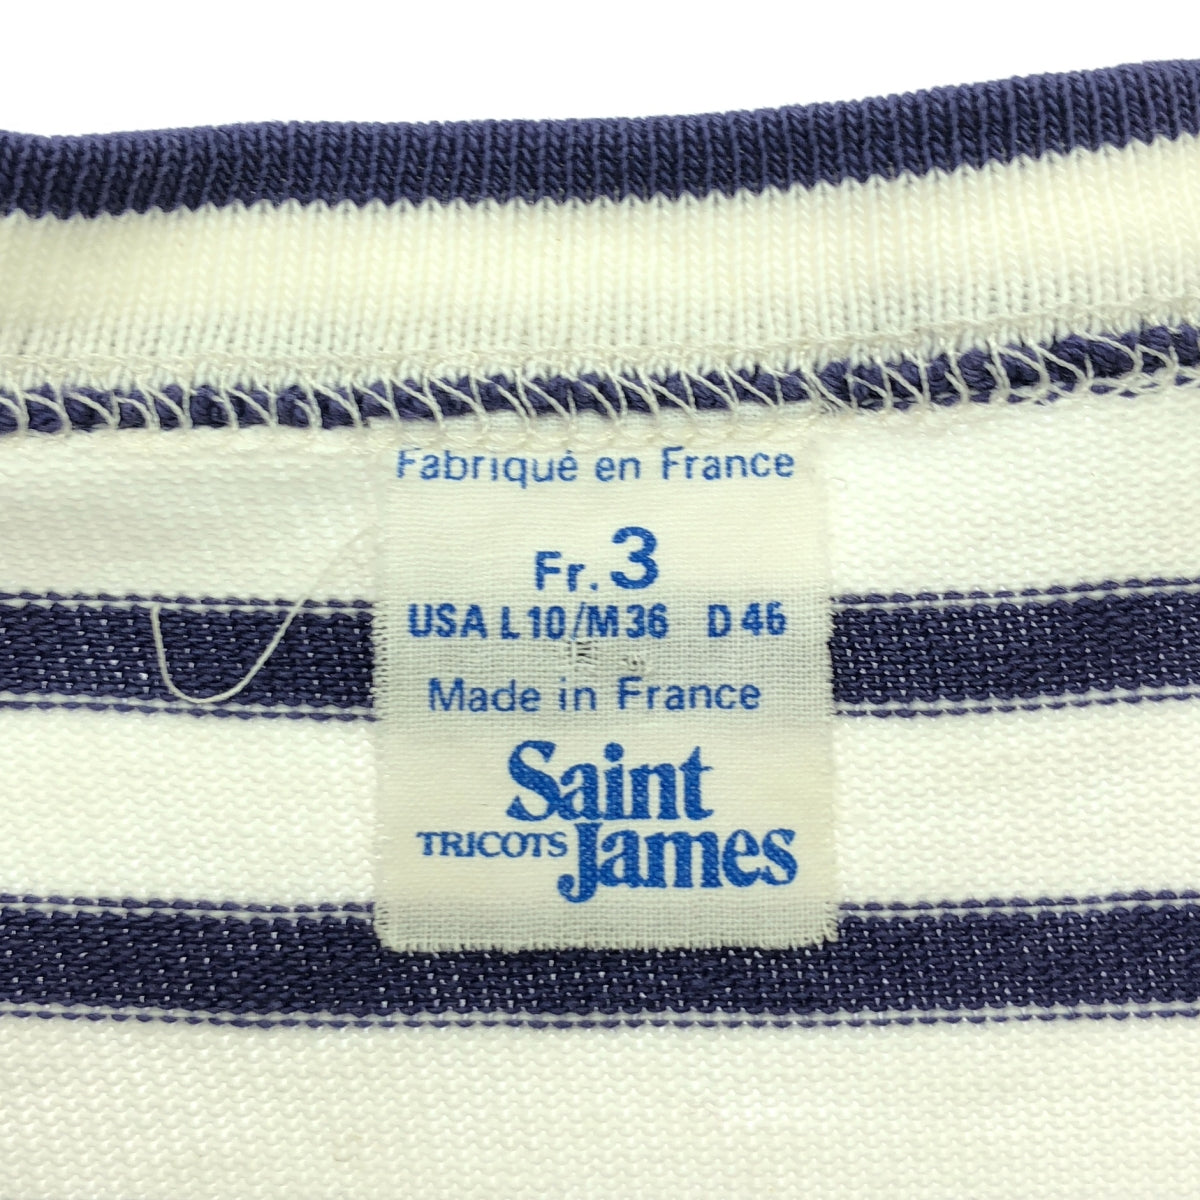 Fabriqué en France
Fr. 3
USA L10/M36 D46
Made in France
Saint
TRICOTS James